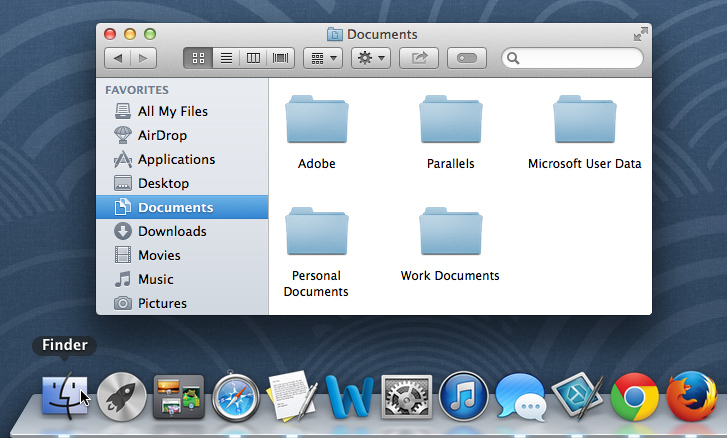 Documents
FAVORITES
All My Files
AirDrop
Applications
Desktop
Documents
Downloads
Movies
Music
Pictures
Adobe
Parallels
Microsoft User Data
Personal
Documents
Work Documents
Finder